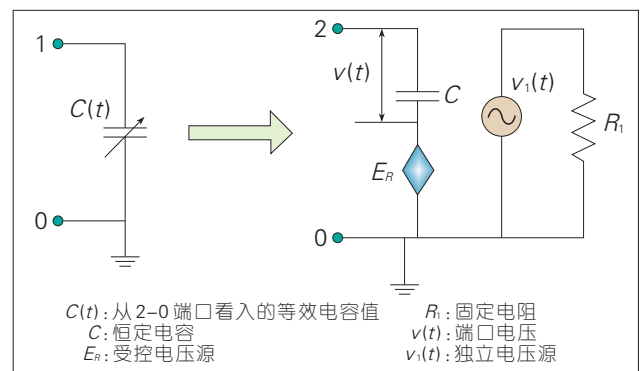 1
C(t)
0
2
v(t)
C
E_R
0
v₁(t)
R₁
C(t):从2–0端口看入的等效电容值
C:恒定电容
E_R:受控电压源
R₁:固定电阻
v(t):端口电压
v₁(t):独立电压源